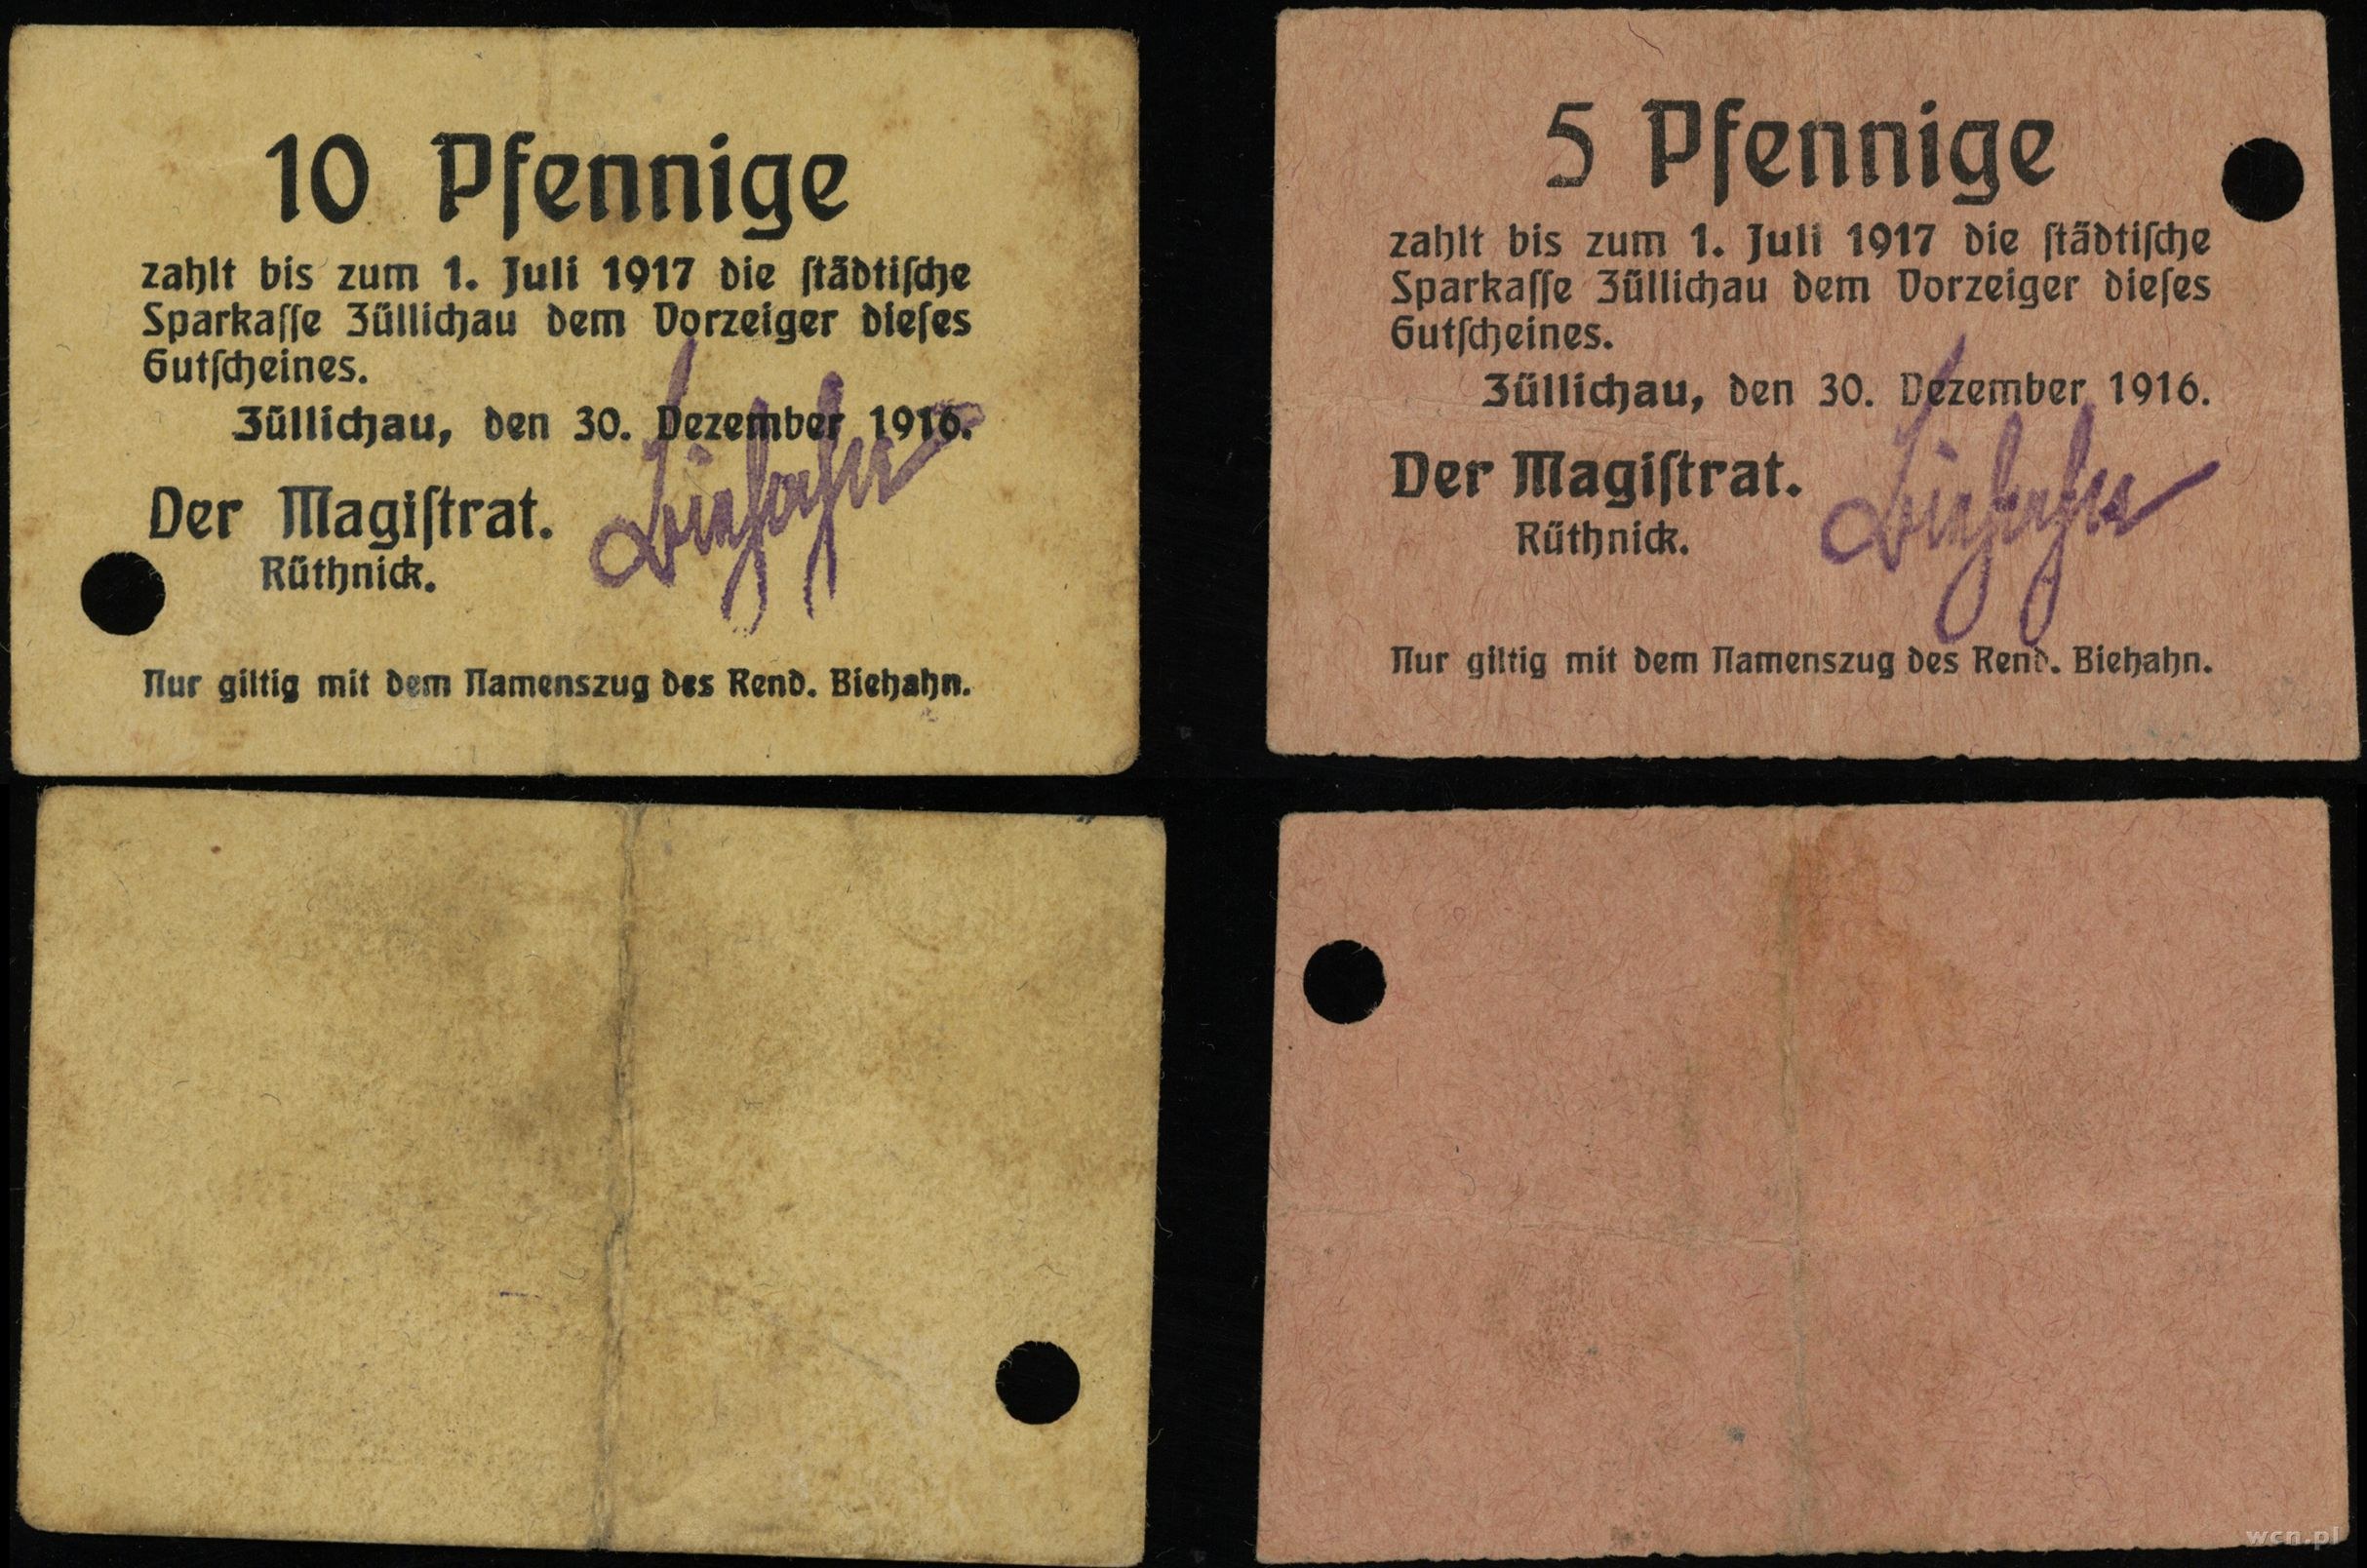 10 Pfennige
zahlt bis zum 1. Juli 1917 die ſtädtiſche
Sparkaſſe Züllichau dem Vorzeiger dieſes
Gutſcheines.
Züllichau, den 30. Dezember 1916.
Der Magiſtrat.
Rüthnick.
Biehahn
Nur giltig mit dem Namenszug des Rend. Biehahn.
5 Pfennige
zahlt bis zum 1. Juli 1917 die ſtädtiſche
Sparkaſſe Züllichau dem Vorzeiger dieſes
Gutſcheines.
Züllichau, den 30. Dezember 1916.
Der Magiſtrat.
Rüthnick.
Biehahn
Nur giltig mit dem Namenszug des Rend. Biehahn.
wcn.pl